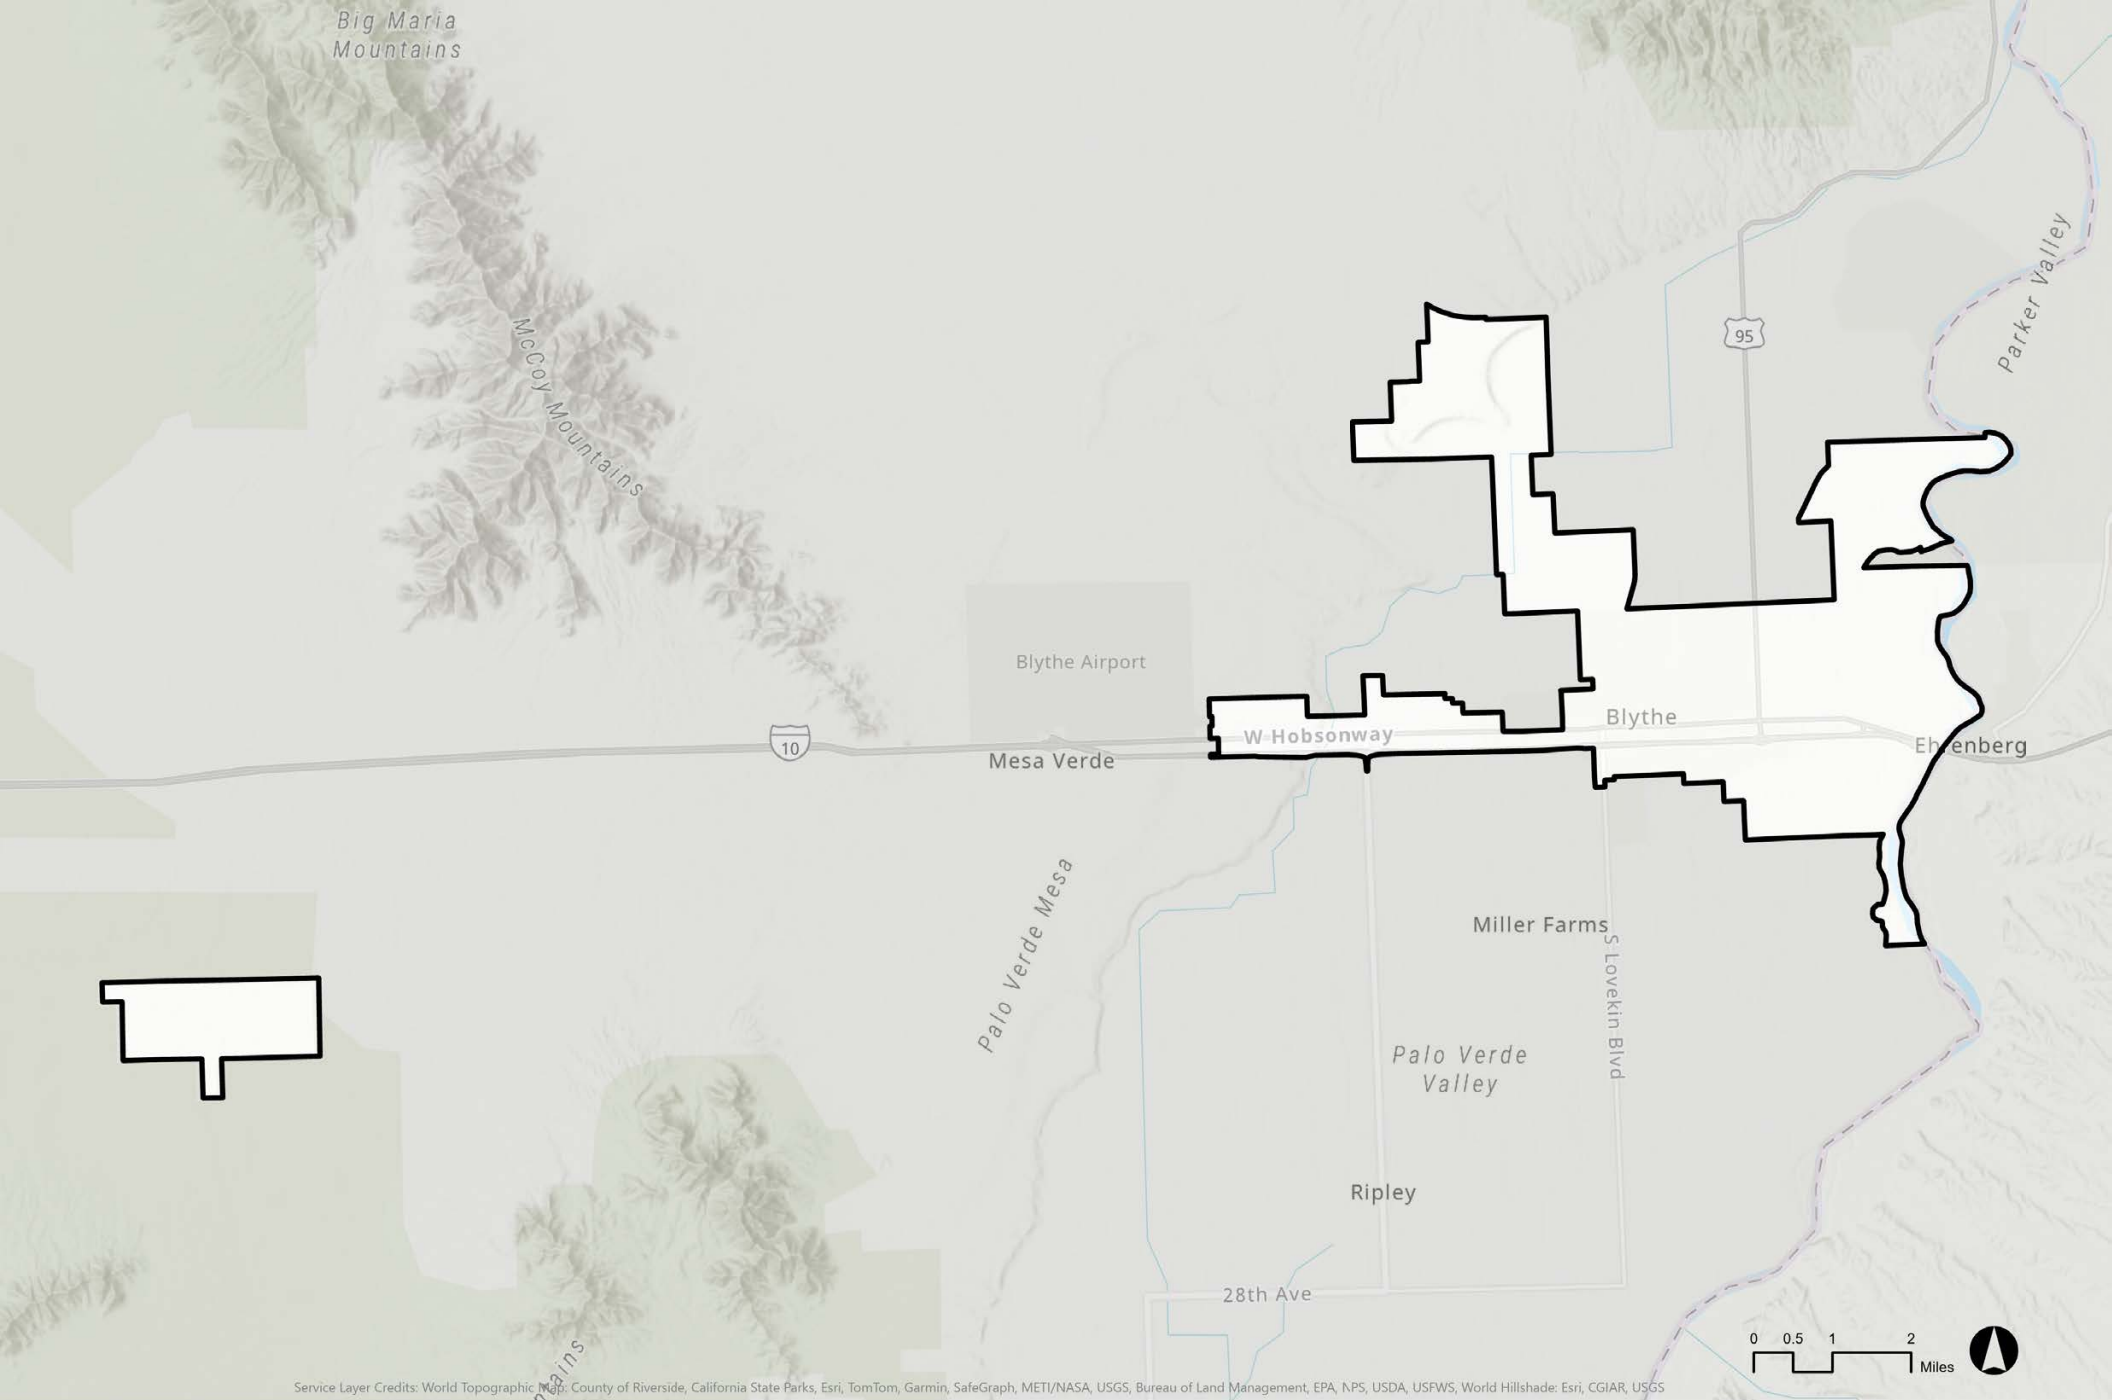 Big Maria
Mountains
McCoy Mountains
Parker Valley
95
Blythe Airport
Blythe
W Hobsonway
10
Ehrenberg
Mesa Verde
Palo Verde Mesa
Miller Farms
S Lovekin Blvd
Palo Verde
Valley
Ripley
28th Ave
ntains
0 0.5 1 2
Miles
Service Layer Credits: World Topographic Map: County of Riverside, California State Parks, Esri, TomTom, Garmin, SafeGraph, METI/NASA, USGS, Bureau of Land Management, EPA, NPS, USDA, USFWS, World Hillshade: Esri, CGIAR, USGS